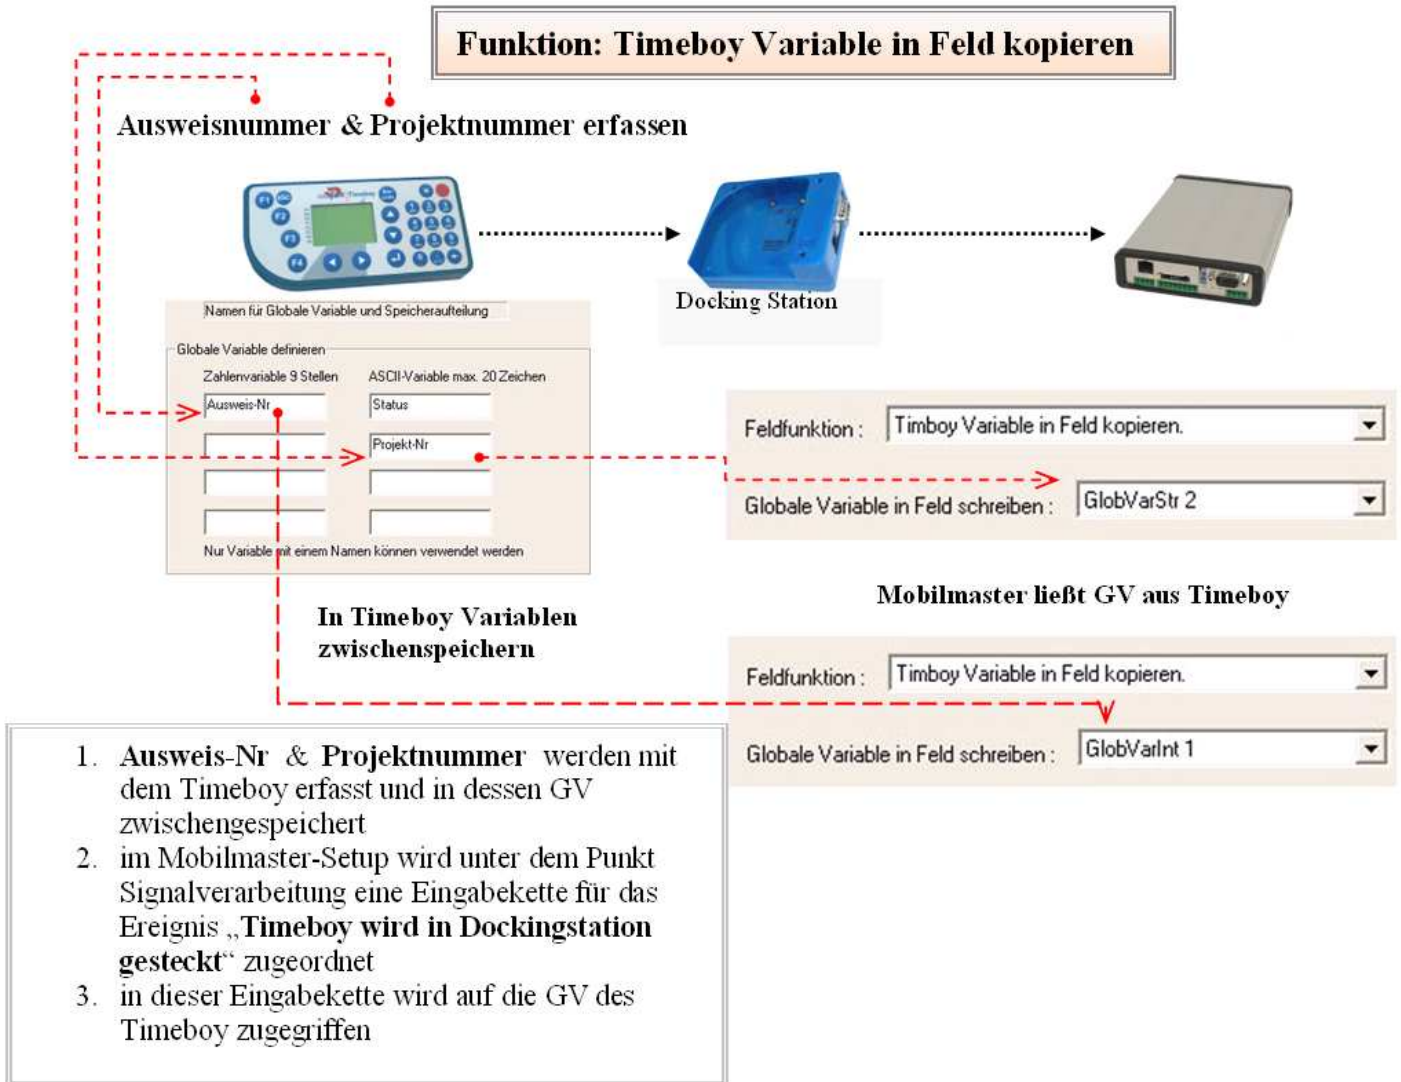 Funktion: Timeboy Variable in Feld kopieren
Ausweisnummer & Projektnummer erfassen
Docking Station
Namen für Globale Variable und Speicheraufteilung
Globale Variable definieren
Zahlenvariable 9 Stellen
ASCII-Variable max. 20 Zeichen
Ausweis-Nr
Status
Projekt-Nr
Nur Variable mit einem Namen können verwendet werden
Feldfunktion :
Timboy Variable in Feld kopieren.
Globale Variable in Feld schreiben :
GlobVarStr 2
Mobilmaster ließt GV aus Timeboy
In Timeboy Variablen
zwischenspeichern
Feldfunktion :
Timboy Variable in Feld kopieren.
Globale Variable in Feld schreiben :
GlobVarInt 1
1. Ausweis-Nr & Projektnummer werden mit
dem Timeboy erfasst und in dessen GV
zwischengespeichert
2. im Mobilmaster-Setup wird unter dem Punkt
Signalverarbeitung eine Eingabekette für das
Ereignis „Timeboy wird in Dockingstation
gesteckt“ zugeordnet
3. in dieser Eingabekette wird auf die GV des
Timeboy zugegriffen